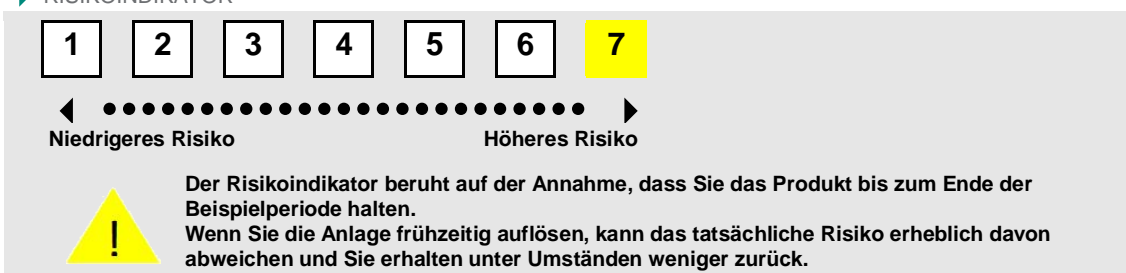 RISIKOINDIKATOR
1 2 3 4 5 6 7
Niedrigeres Risiko Höheres Risiko
!
Der Risikoindikator beruht auf der Annahme, dass Sie das Produkt bis zum Ende der
Beispielperiode halten.
Wenn Sie die Anlage frühzeitig auflösen, kann das tatsächliche Risiko erheblich davon
abweichen und Sie erhalten unter Umständen weniger zurück.